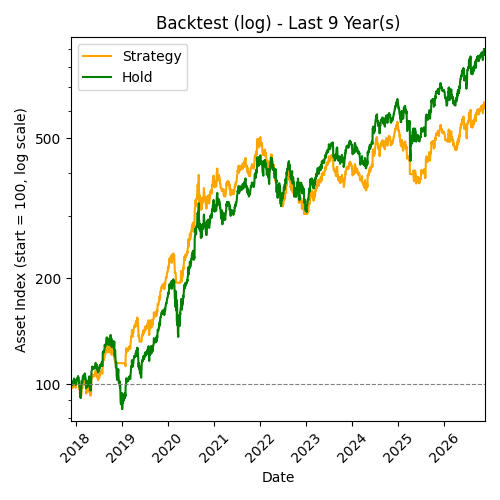 Backtest (log) - Last 9 Year(s)
Strategy
Hold
Asset Index (start = 100, log scale)
500
200
100
2018
2019
2020
2021
2022
2023
2024
2025
2026
Date